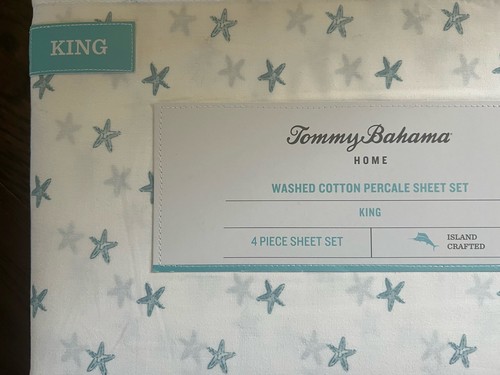 KING
Tommy Bahama
HOME
WASHED COTTON PERCALE SHEET SET
KING
4 PIECE SHEET SET
ISLAND
CRAFTED